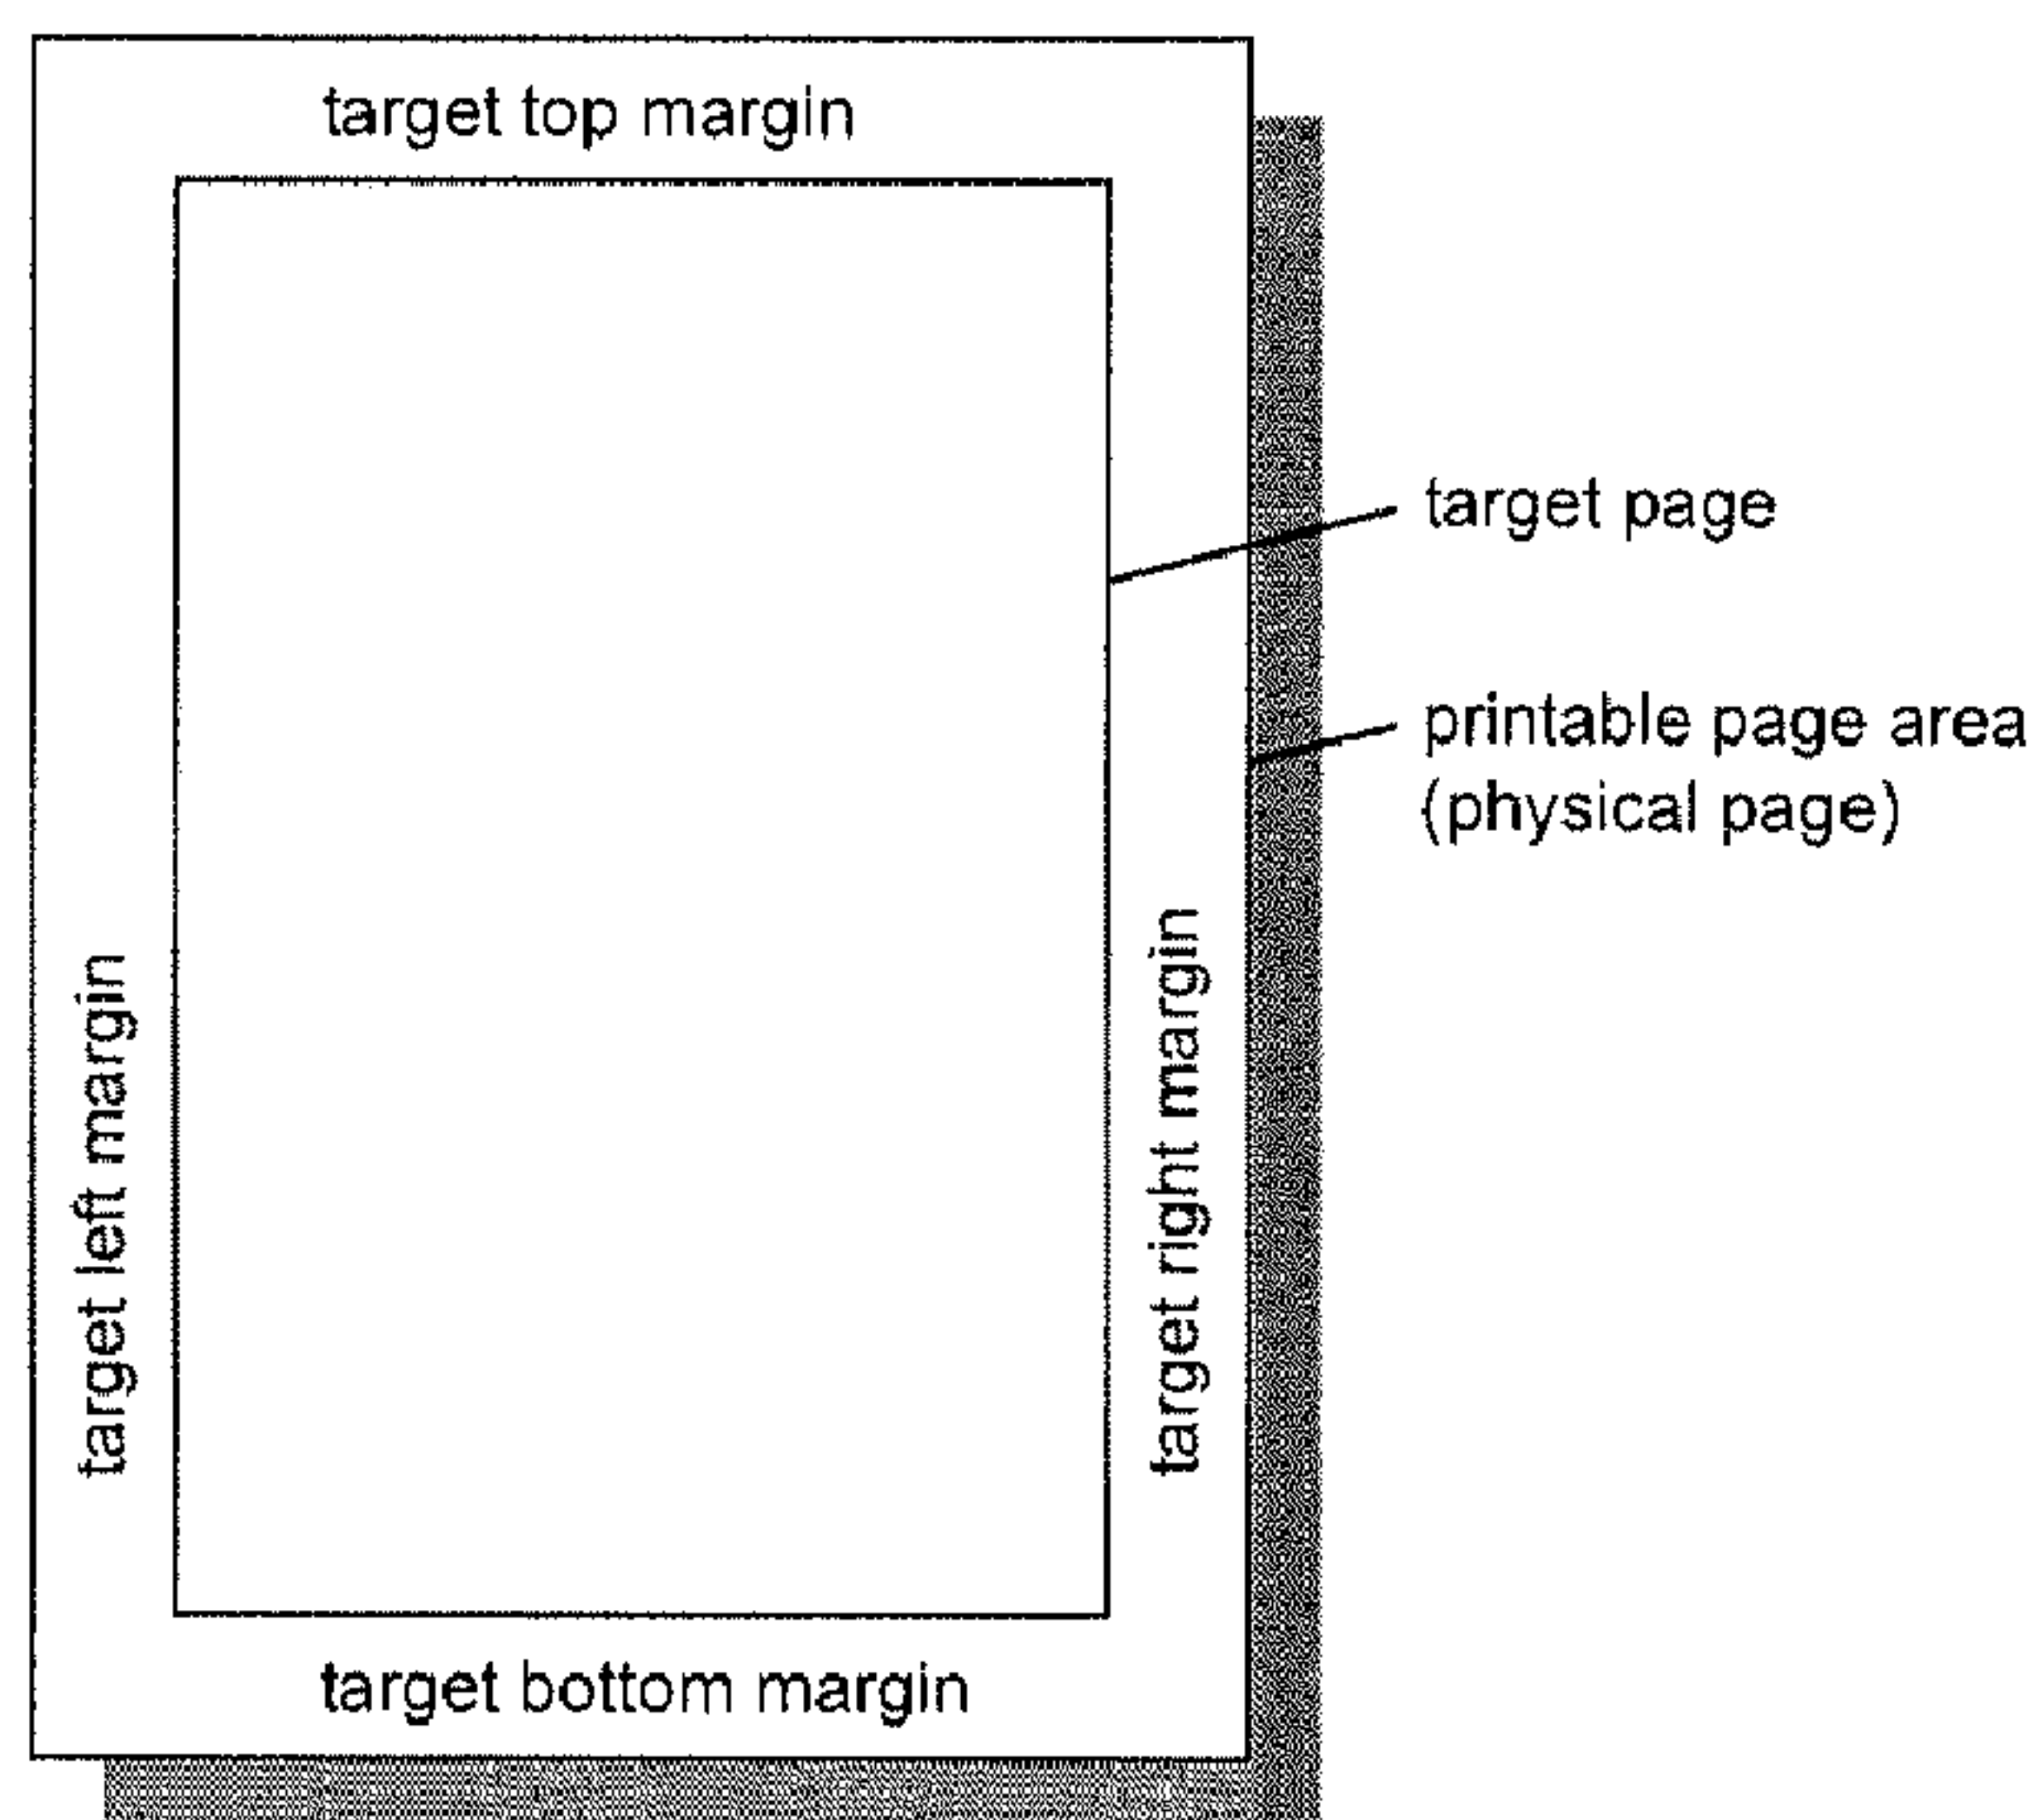 target top margin
target page
printable page area
(physical page)
target left margin
target right margin
target bottom margin